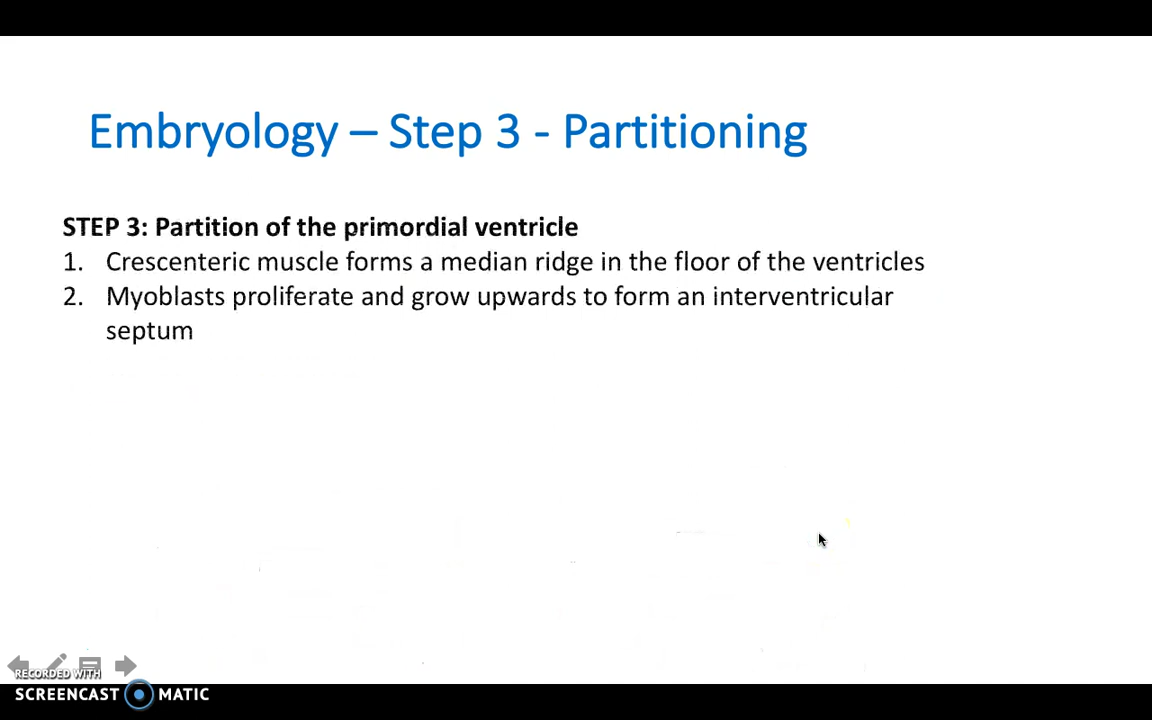 Embryology – Step 3 - Partitioning
STEP 3: Partition of the primordial ventricle
1. Crescenteric muscle forms a median ridge in the floor of the ventricles
2. Myoblasts proliferate and grow upwards to form an interventricular
septum
RECORDED WITH
SCREENCAST MATIC